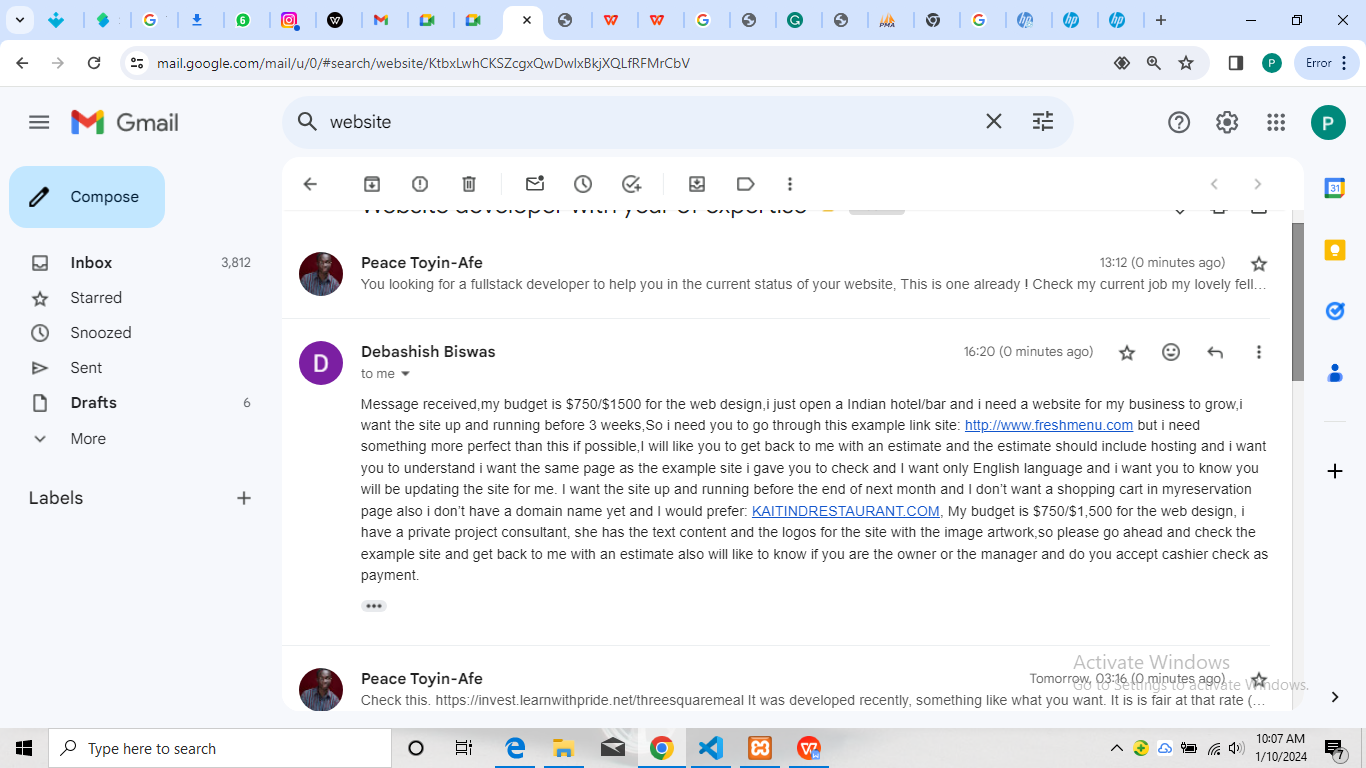 6
mail.google.com/mail/u/0/#search/website/KtbxLwhCKSZcgxQwDwlxBkjXQLfRFMrCbV
P
Error
Gmail
website
P
Compose
31
Website developer with year of expertise
Inbox 3,812
Starred
Snoozed
Sent
Drafts 6
More
Labels
Peace Toyin-Afe 13:12 (0 minutes ago)
You looking for a fullstack developer to help you in the current status of your website, This is one already ! Check my current job my lovely fell...
D
Debashish Biswas 16:20 (0 minutes ago)
to me
Message received,my budget is $750/$1500 for the web design,i just open a Indian hotel/bar and i need a website for my business to grow,i
want the site up and running before 3 weeks,So i need you to go through this example link site: http://www.freshmenu.com but i need
something more perfect than this if possible,I will like you to get back to me with an estimate and the estimate should include hosting and i want
you to understand i want the same page as the example site i gave you to check and I want only English language and i want you to know you
will be updating the site for me. I want the site up and running before the end of next month and I don't want a shopping cart in myreservation
page also i don't have a domain name yet and I would prefer: KAITINDRESTAURANT.COM, My budget is $750/$1,500 for the web design, i
have a private project consultant, she has the text content and the logos for the site with the image artwork,so please go ahead and check the
example site and get back to me with an estimate also will like to know if you are the owner or the manager and do you accept cashier check as
payment.
Activate Windows
Go to Settings to activate Windows.
Peace Toyin-Afe Tomorrow, 03:16 (0 minutes ago)
Check this. https://invest.learnwithpride.net/threesquaremeal It was developed recently, something like what you want. It is is fair at that rate (...
Type here to search
10:07 AM
1/10/2024
7